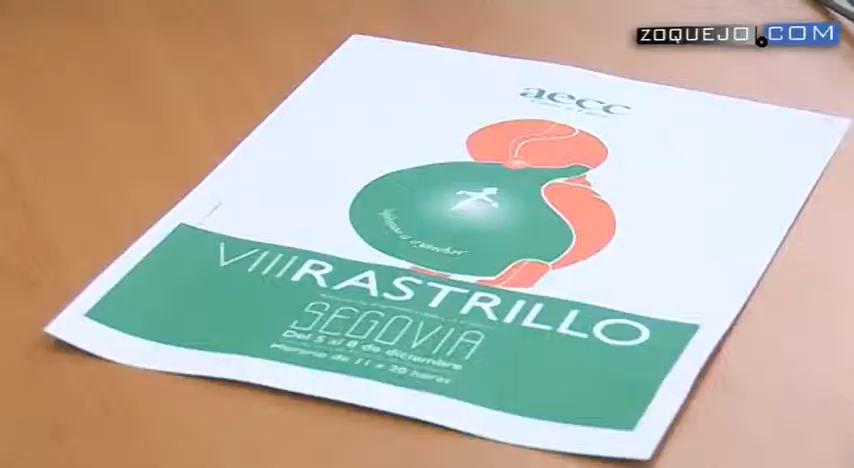 ZOQUEJO.COM
aecc
VIII RASTRILLO
SEGOVIA
Del 5 al 8 de diciembre
Horario de 11 a 20 horas